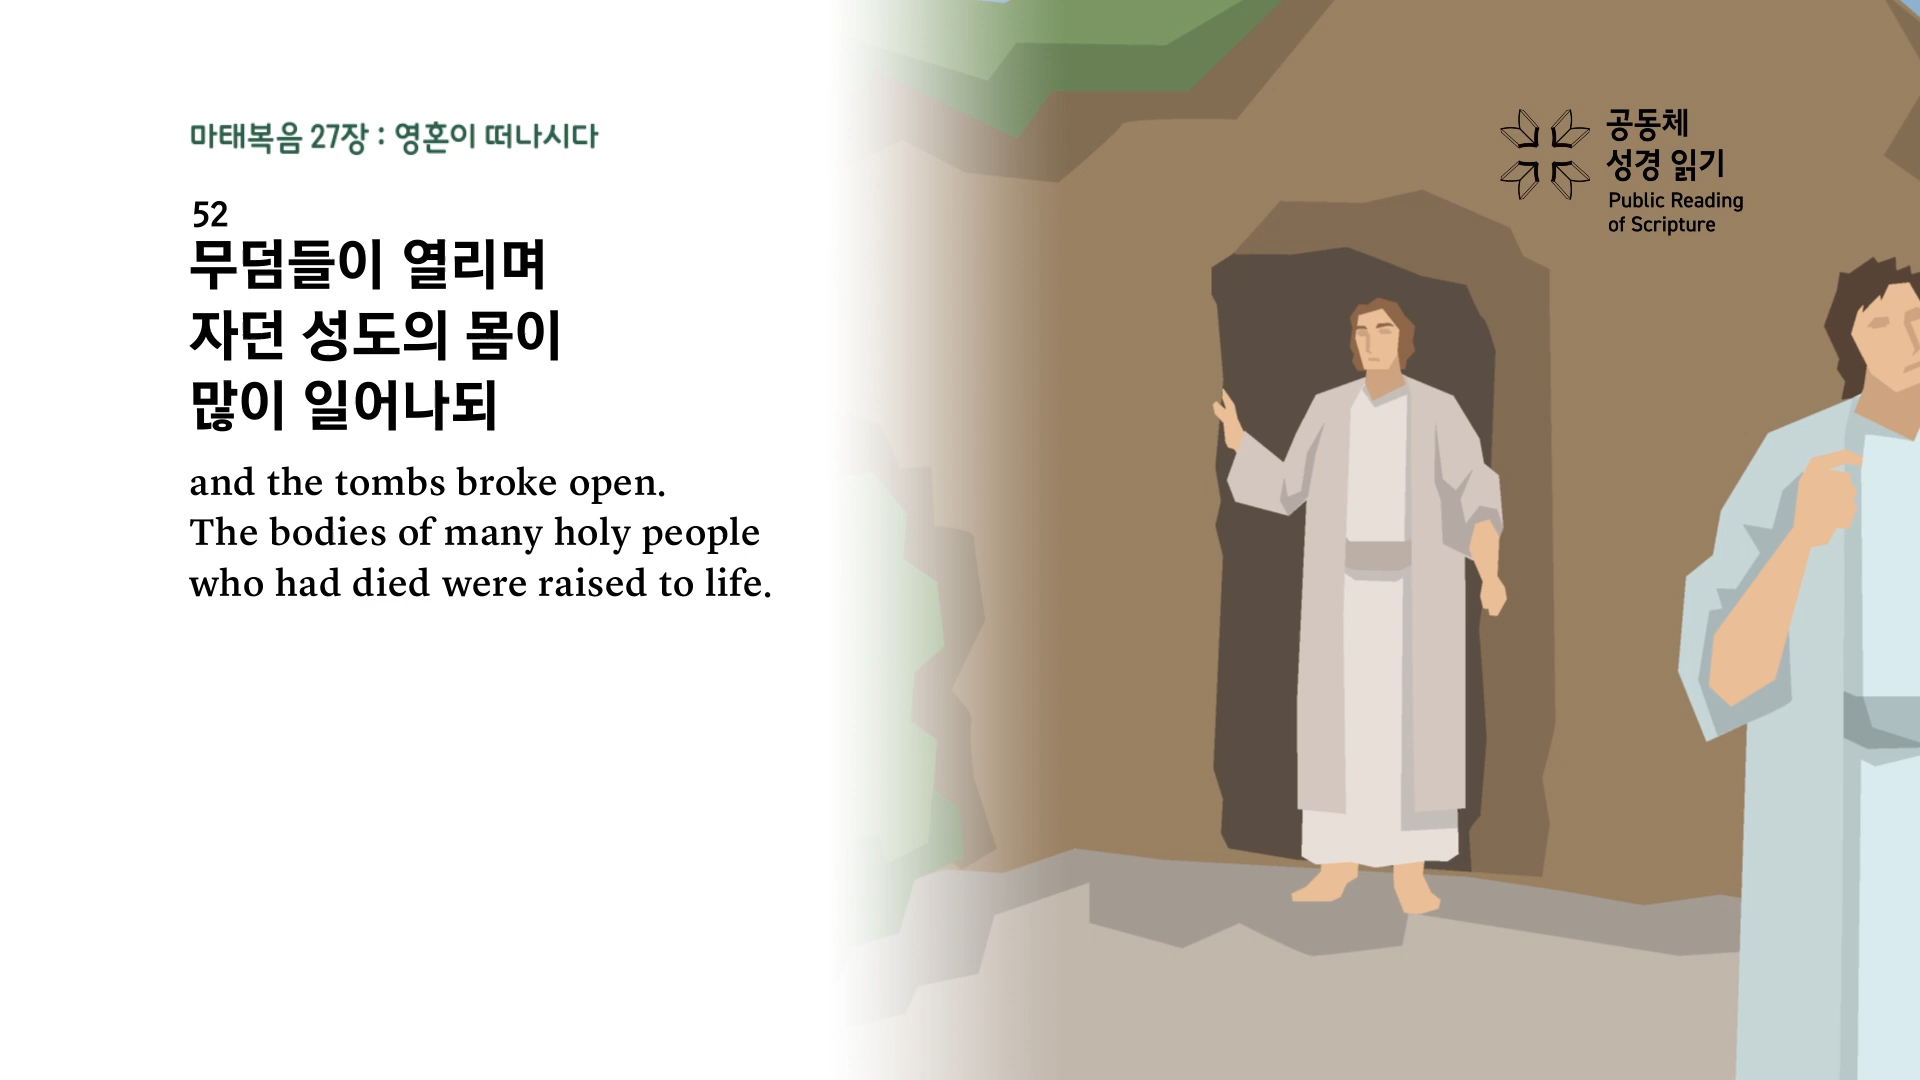 마태복음 27장 : 영혼이 떠나시다
52
무덤들이 열리며
자던 성도의 몸이
많이 일어나되
and the tombs broke open.
The bodies of many holy people
who had died were raised to life.
공동체
성경 읽기
Public Reading
of Scripture